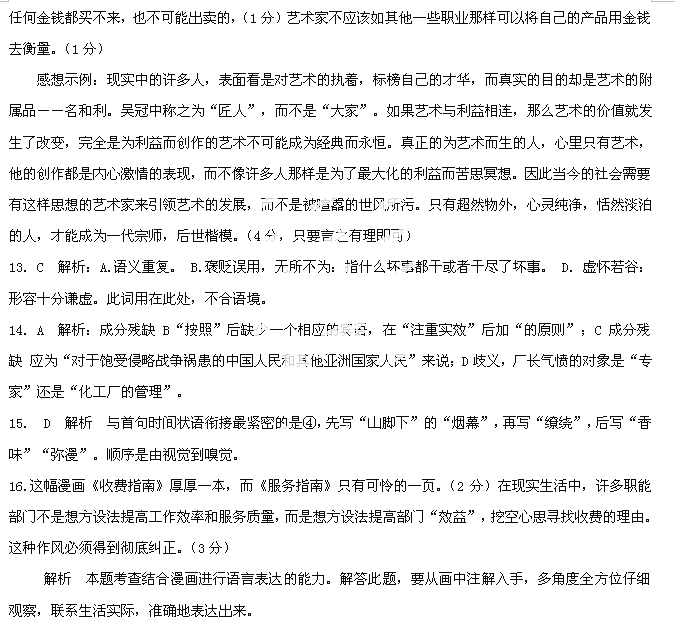 任何金钱都买不来，也不可能出卖的，（1分）艺术家不应该如其他一些职业那样可以将自己的产品用金钱
去衡量。（1分）
感想示例：现实中的许多人，表面看是对艺术的执着，标榜自己的才华，而真实的目的却是艺术的附
属品——名和利。吴冠中称之为“匠人”，而不是“大家”。如果艺术与利益相连，那么艺术的价值就发
生了改变，完全是为利益而创作的艺术不可能成为经典而永恒。真正的为艺术而生的人，心里只有艺术，
他的创作都是内心激情的表现，而不像许多人那样是为了最大化的利益而苦思冥想。因此当今的社会需要
有这样思想的艺术家来引领艺术的发展，而不是被喧嚣的世风所污。只有超然物外，心灵纯净，恬然淡泊
的人，才能成为一代宗师，后世楷模。（4分，只要言之有理即可）
13. C 解析：A.语义重复。 B.褒贬误用，无所不为：指什么坏事都干或者干尽了坏事。 D. 虚怀若谷：
形容十分谦虚。此词用在此处，不合语境。
14. A 解析：成分残缺 B“按照”后缺少一个相应的宾语，在“注重实效”后加“的原则”；C 成分残
缺 应为“对于饱受侵略战争祸患的中国人民和其他亚洲国家人民”来说；D歧义，厂长气愤的对象是“专
家”还是“化工厂的管理”。
15. D 解析 与首句时间状语衔接最紧密的是④，先写“山脚下”的“烟幕”，再写“缭绕”，后写“香
味”“弥漫”。顺序是由视觉到嗅觉。
16.这幅漫画《收费指南》厚厚一本，而《服务指南》只有可怜的一页。（2分）在现实生活中，许多职能
部门不是想方设法提高工作效率和服务质量，而是想方设法提高部门“效益”，挖空心思寻找收费的理由。
这种作风必须得到彻底纠正。（3分）
解析 本题考查结合漫画进行语言表达的能力。解答此题，要从画中注解入手，多角度全方位仔细
观察，联系生活实际，准确地表达出来。